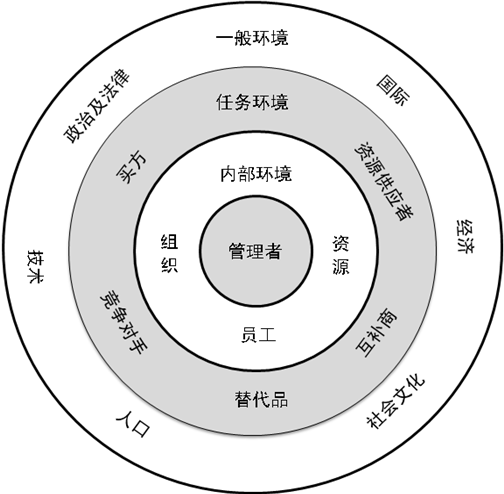 一般环境
政治及法律
国际
任务环境
买方
资源供应者
内部环境
组织
管理者
资源
经济
技术
竞争对手
员工
互补商
替代品
人口
社会文化